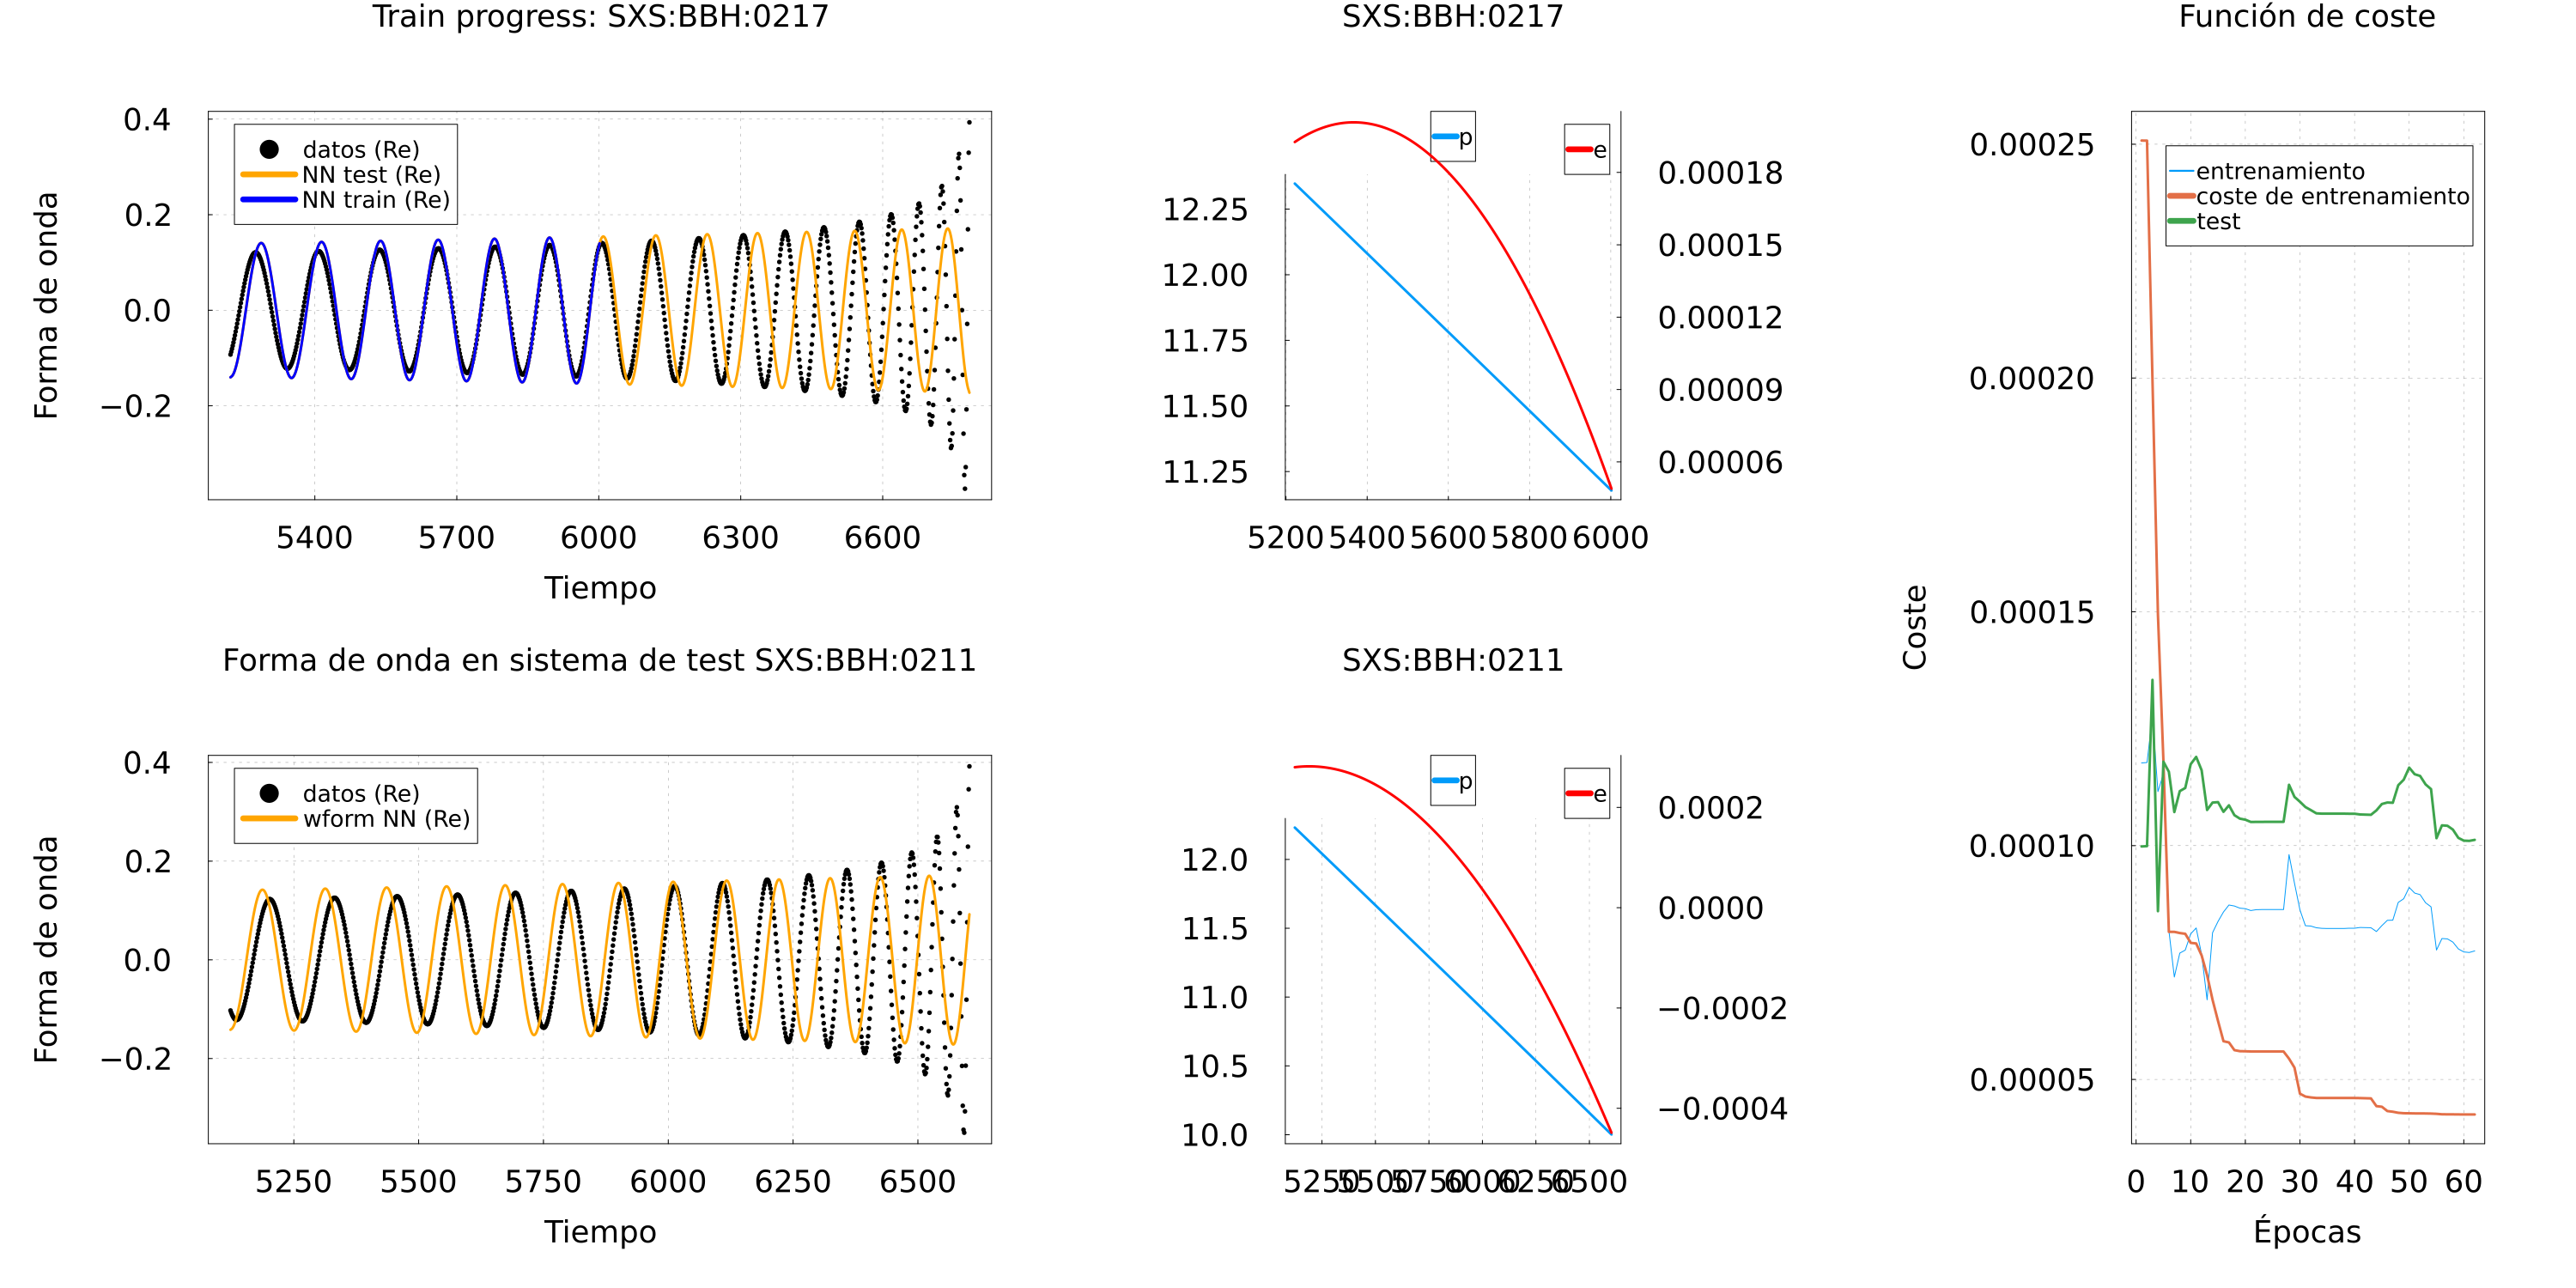 Train progress: SXS:BBH:0217
SXS:BBH:0217
Función de coste
0.4
0.2
0.0
−0.2
Forma de onda
datos (Re)
NN test (Re)
NN train (Re)
5400 5700 6000 6300 6600
Tiempo
12.25
12.00
11.75
11.50
11.25
p
e
0.00018
0.00015
0.00012
0.00009
0.00006
5200 5400 5600 5800 6000
Forma de onda en sistema de test SXS:BBH:0211
SXS:BBH:0211
0.4
0.2
0.0
−0.2
Forma de onda
datos (Re)
wform NN (Re)
5250 5500 5750 6000 6250 6500
Tiempo
12.0
11.5
11.0
10.5
10.0
p
e
0.0002
0.0000
−0.0002
−0.0004
5250 5500 5750 6000 6250 6500
0.00025
0.00020
0.00015
0.00010
0.00005
Coste
entrenamiento
coste de entrenamiento
test
0 10 20 30 40 50 60
Épocas